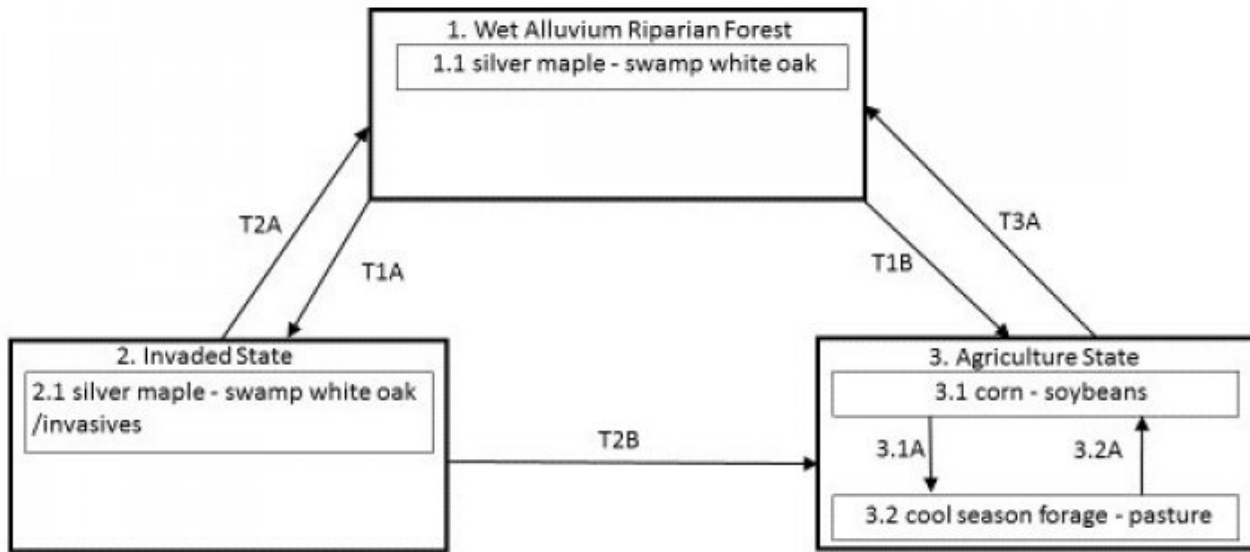 1. Wet Alluvium Riparian Forest
1.1 silver maple - swamp white oak
T2A
T1A
T1B
T3A
2. Invaded State
2.1 silver maple - swamp white oak
/invasives
T2B
3. Agriculture State
3.1 corn - soybeans
3.1A
3.2A
3.2 cool season forage - pasture